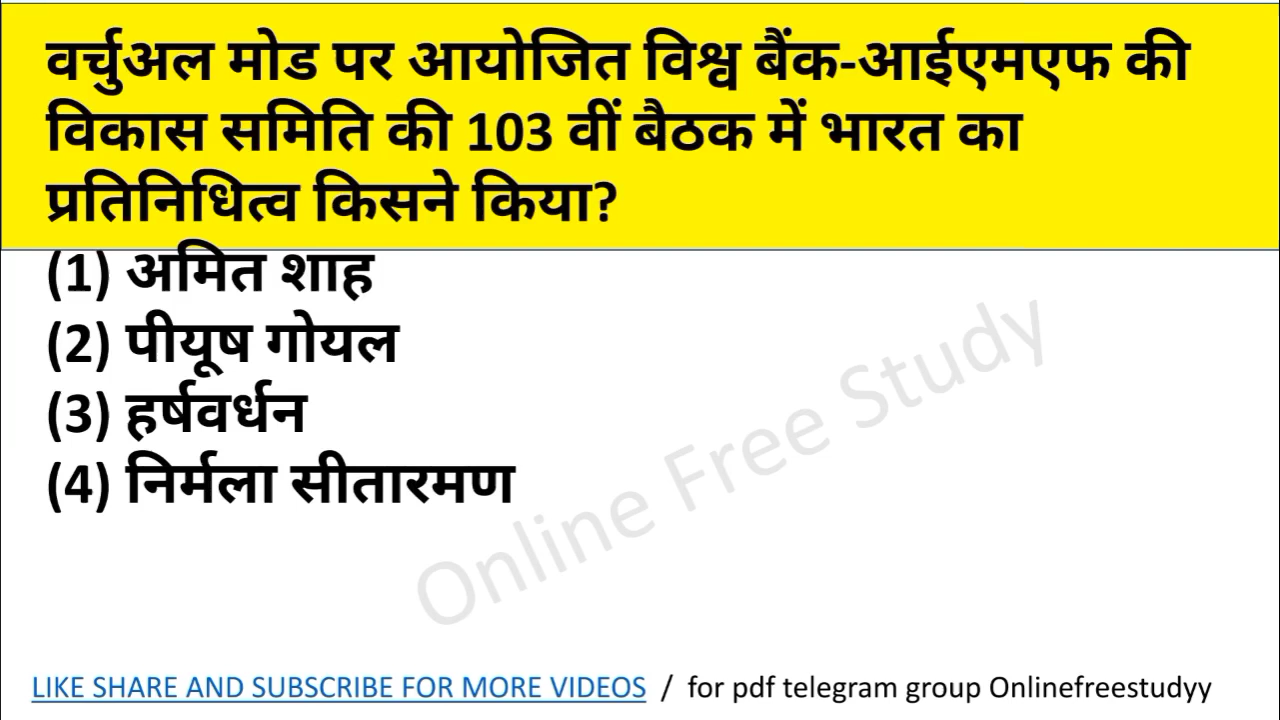 वर्चुअल मोड पर आयोजित विश्व बैंक-आईएमएफ की
विकास समिति की 103 वीं बैठक में भारत का
प्रतिनिधित्व किसने किया?
(1) अमित शाह
(2) पीयूष गोयल
(3) हर्षवर्धन
(4) निर्मला सीतारमण
Online Free Study
LIKE SHARE AND SUBSCRIBE FOR MORE VIDEOS / for pdf telegram group Onlinefreestudyy